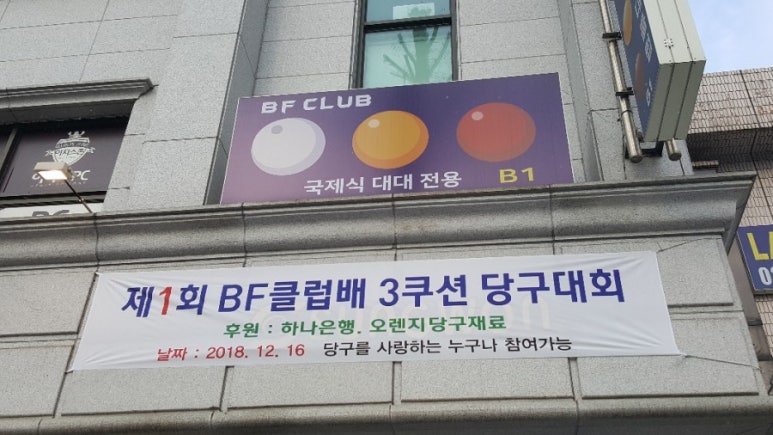 BF CLUB
국제식 대대 전용 B1
제1회 BF클럽배 3쿠션 당구대회
후원 : 하나은행. 오렌지당구재료
날짜 : 2018. 12. 16 당구를 사랑하는 누구나 참여가능